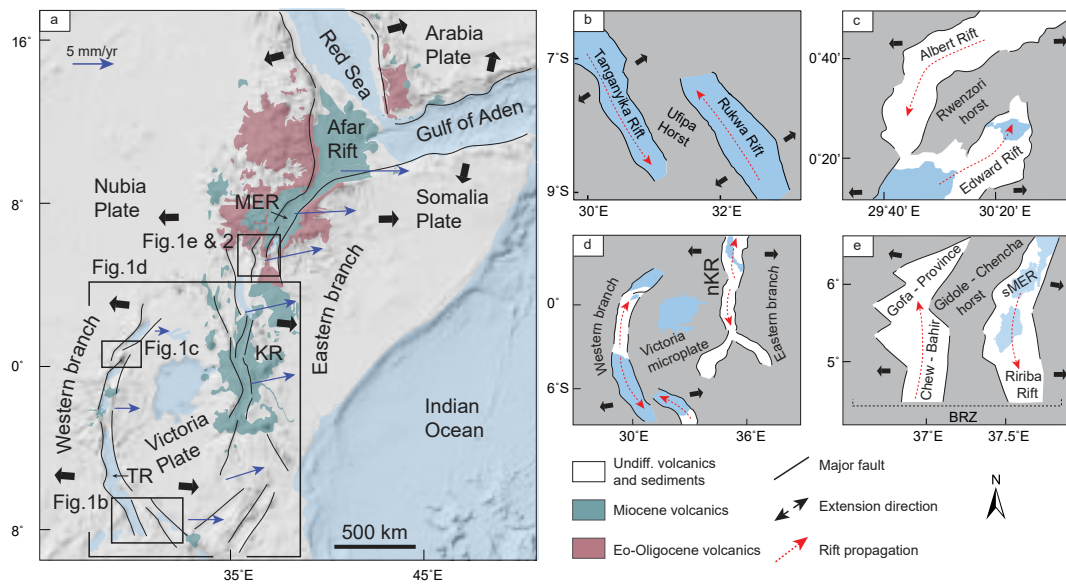 a
16°
8°
0°
8°
35°E
45°E
5 mm/yr
Arabia
Plate
Red Sea
Gulf of Aden
Afar
Rift
Nubia
Plate
MER
Somalia
Plate
Fig.1e & 2
Fig.1d
Eastern branch
Western branch
Fig.1c
KR
Victoria
Plate
Indian
Ocean
TR
Fig.1b
500 km
b
7°S
9°S
30°E
32°E
Tanganyika Rift
Ufipa
Horst
Rukwa Rift
c
0°40'
0°20'
29°40'
30°20'
Albert Rift
Rwenzori
horst
Edward Rift
d
0°
6°S
30°E
36°E
Western branch
Victoria
microplate
nKR
Eastern branch
e
6°
5°
37°
37.5°
Gofa - Province
Gidole - Chencha
horst
sMER
Chew - Bahir
Ririba
Rift
BRZ
Undiff. volcanics
and sediments
Miocene volcanics
Eo-Oligocene volcanics
Major fault
Extension direction
Rift propagation
N